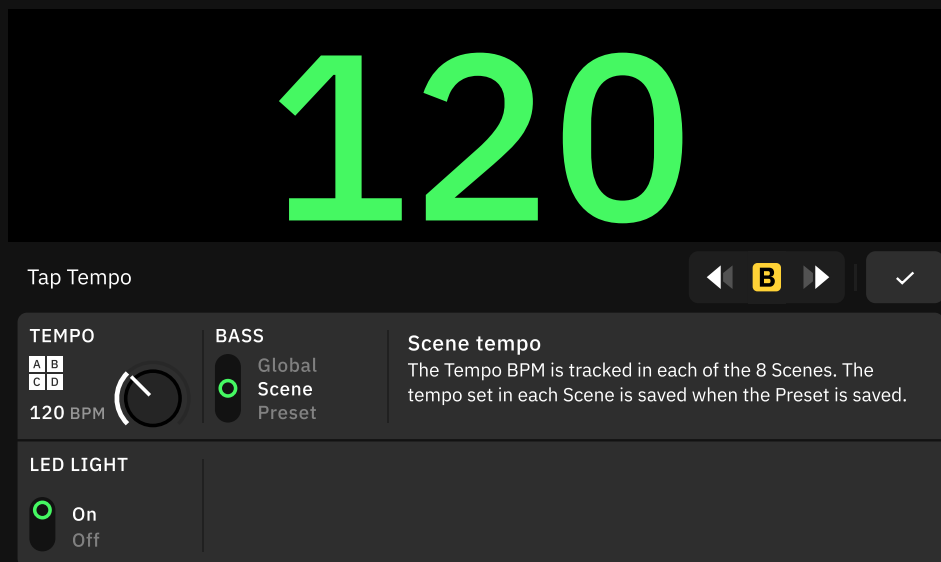 120
Tap Tempo
B
TEMPO
A B
C D
120 BPM
BASS
Global
Scene
Preset
Scene tempo
The Tempo BPM is tracked in each of the 8 Scenes. The
tempo set in each Scene is saved when the Preset is saved.
LED LIGHT
On
Off